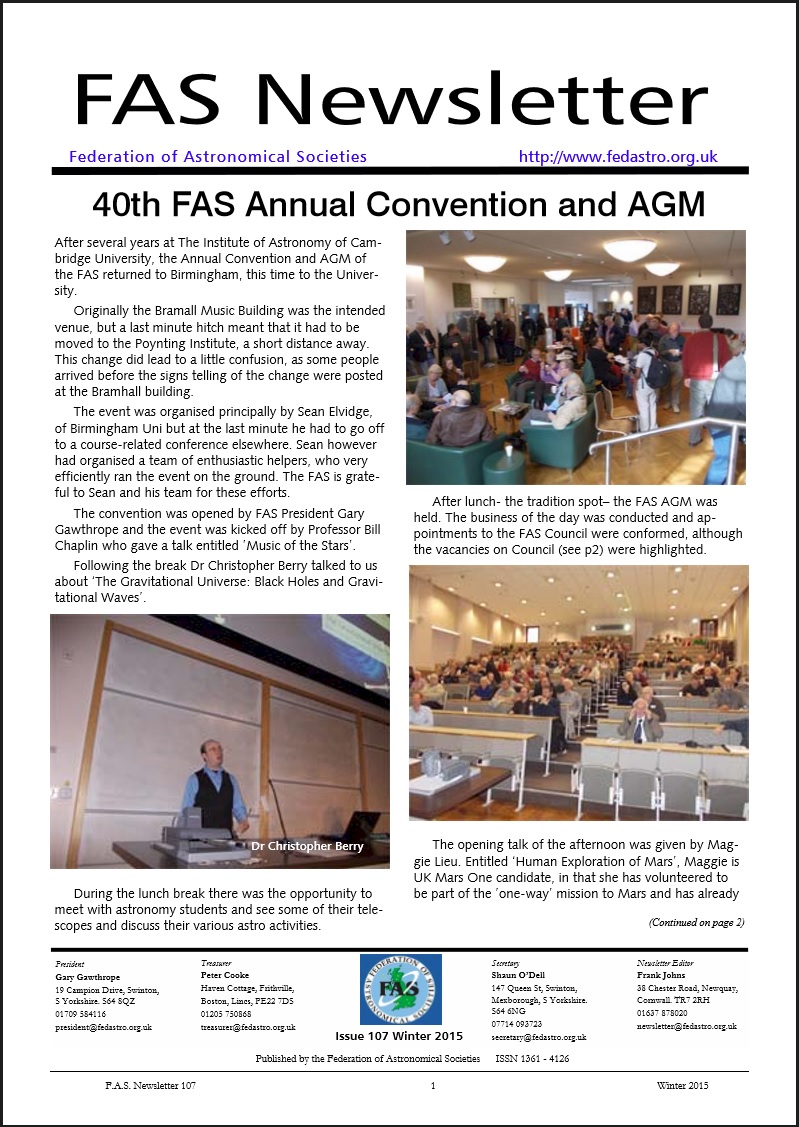 FAS Newsletter
Federation of Astronomical Societies
http://www.fedastro.org.uk
40th FAS Annual Convention and AGM
After several years at The Institute of Astronomy of Cam-
bridge University, the Annual Convention and AGM of
the FAS returned to Birmingham, this time to the Univer-
sity.
Originally the Bramall Music Building was the intended
venue, but a last minute hitch meant that it had to be
moved to the Poynting Institute, a short distance away.
This change did lead to a little confusion, as some people
arrived before the signs telling of the change were posted
at the Bramhall building.
The event was organised principally by Sean Elvidge,
of Birmingham Uni but at the last minute he had to go off
to a course-related conference elsewhere. Sean however
had organised a team of enthusiastic helpers, who very
efficiently ran the event on the ground. The FAS is grate-
ful to Sean and his team for these efforts.
The convention was opened by FAS President Gary
Gawthrope and the event was kicked off by Professor Bill
Chaplin who gave a talk entitled 'Music of the Stars'.
Following the break Dr Christopher Berry talked to us
about 'The Gravitational Universe: Black Holes and Gravi-
tational Waves'.
Dr Christopher Berry
During the lunch break there was the opportunity to
meet with astronomy students and see some of their tele-
scopes and discuss their various astro activities.
After lunch- the tradition spot– the FAS AGM was
held. The business of the day was conducted and ap-
pointments to the FAS Council were conformed, although
the vacancies on Council (see p2) were highlighted.
The opening talk of the afternoon was given by Mag-
gie Lieu. Entitled 'Human Exploration of Mars', Maggie is
UK Mars One candidate, in that she has volunteered to
be part of the 'one-way' mission to Mars and has already
(Continued on page 2)
President
Gary Gawthrope
19 Campion Drive, Swinton,
S Yorkshire. S64 8QZ
01709 584116
president@fedastro.org.uk
Treasurer
Peter Cooke
Haven Cottage, Frithville,
Boston, Lincs, PE22 7DS
01205 750868
treasurer@fedastro.org.uk
FEDERATION OF ASTRONOMICAL SOCIETIES
FAS
Issue 107 Winter 2015
Secretary
Shaun O'Dell
147 Queen St, Swinton,
Mexborough, S Yorkshire.
S64 6NG
07714 093723
secretary@fedastro.org.uk
Newsletter Editor
Frank Johns
38 Chester Road, Newquay,
Cornwall. TR7 2RH
01637 878020
newsletter@fedastro.org.uk
Published by the Federation of Astronomical Societies ISSN 1361 - 4126
F.A.S. Newsletter 107
1
Winter 2015